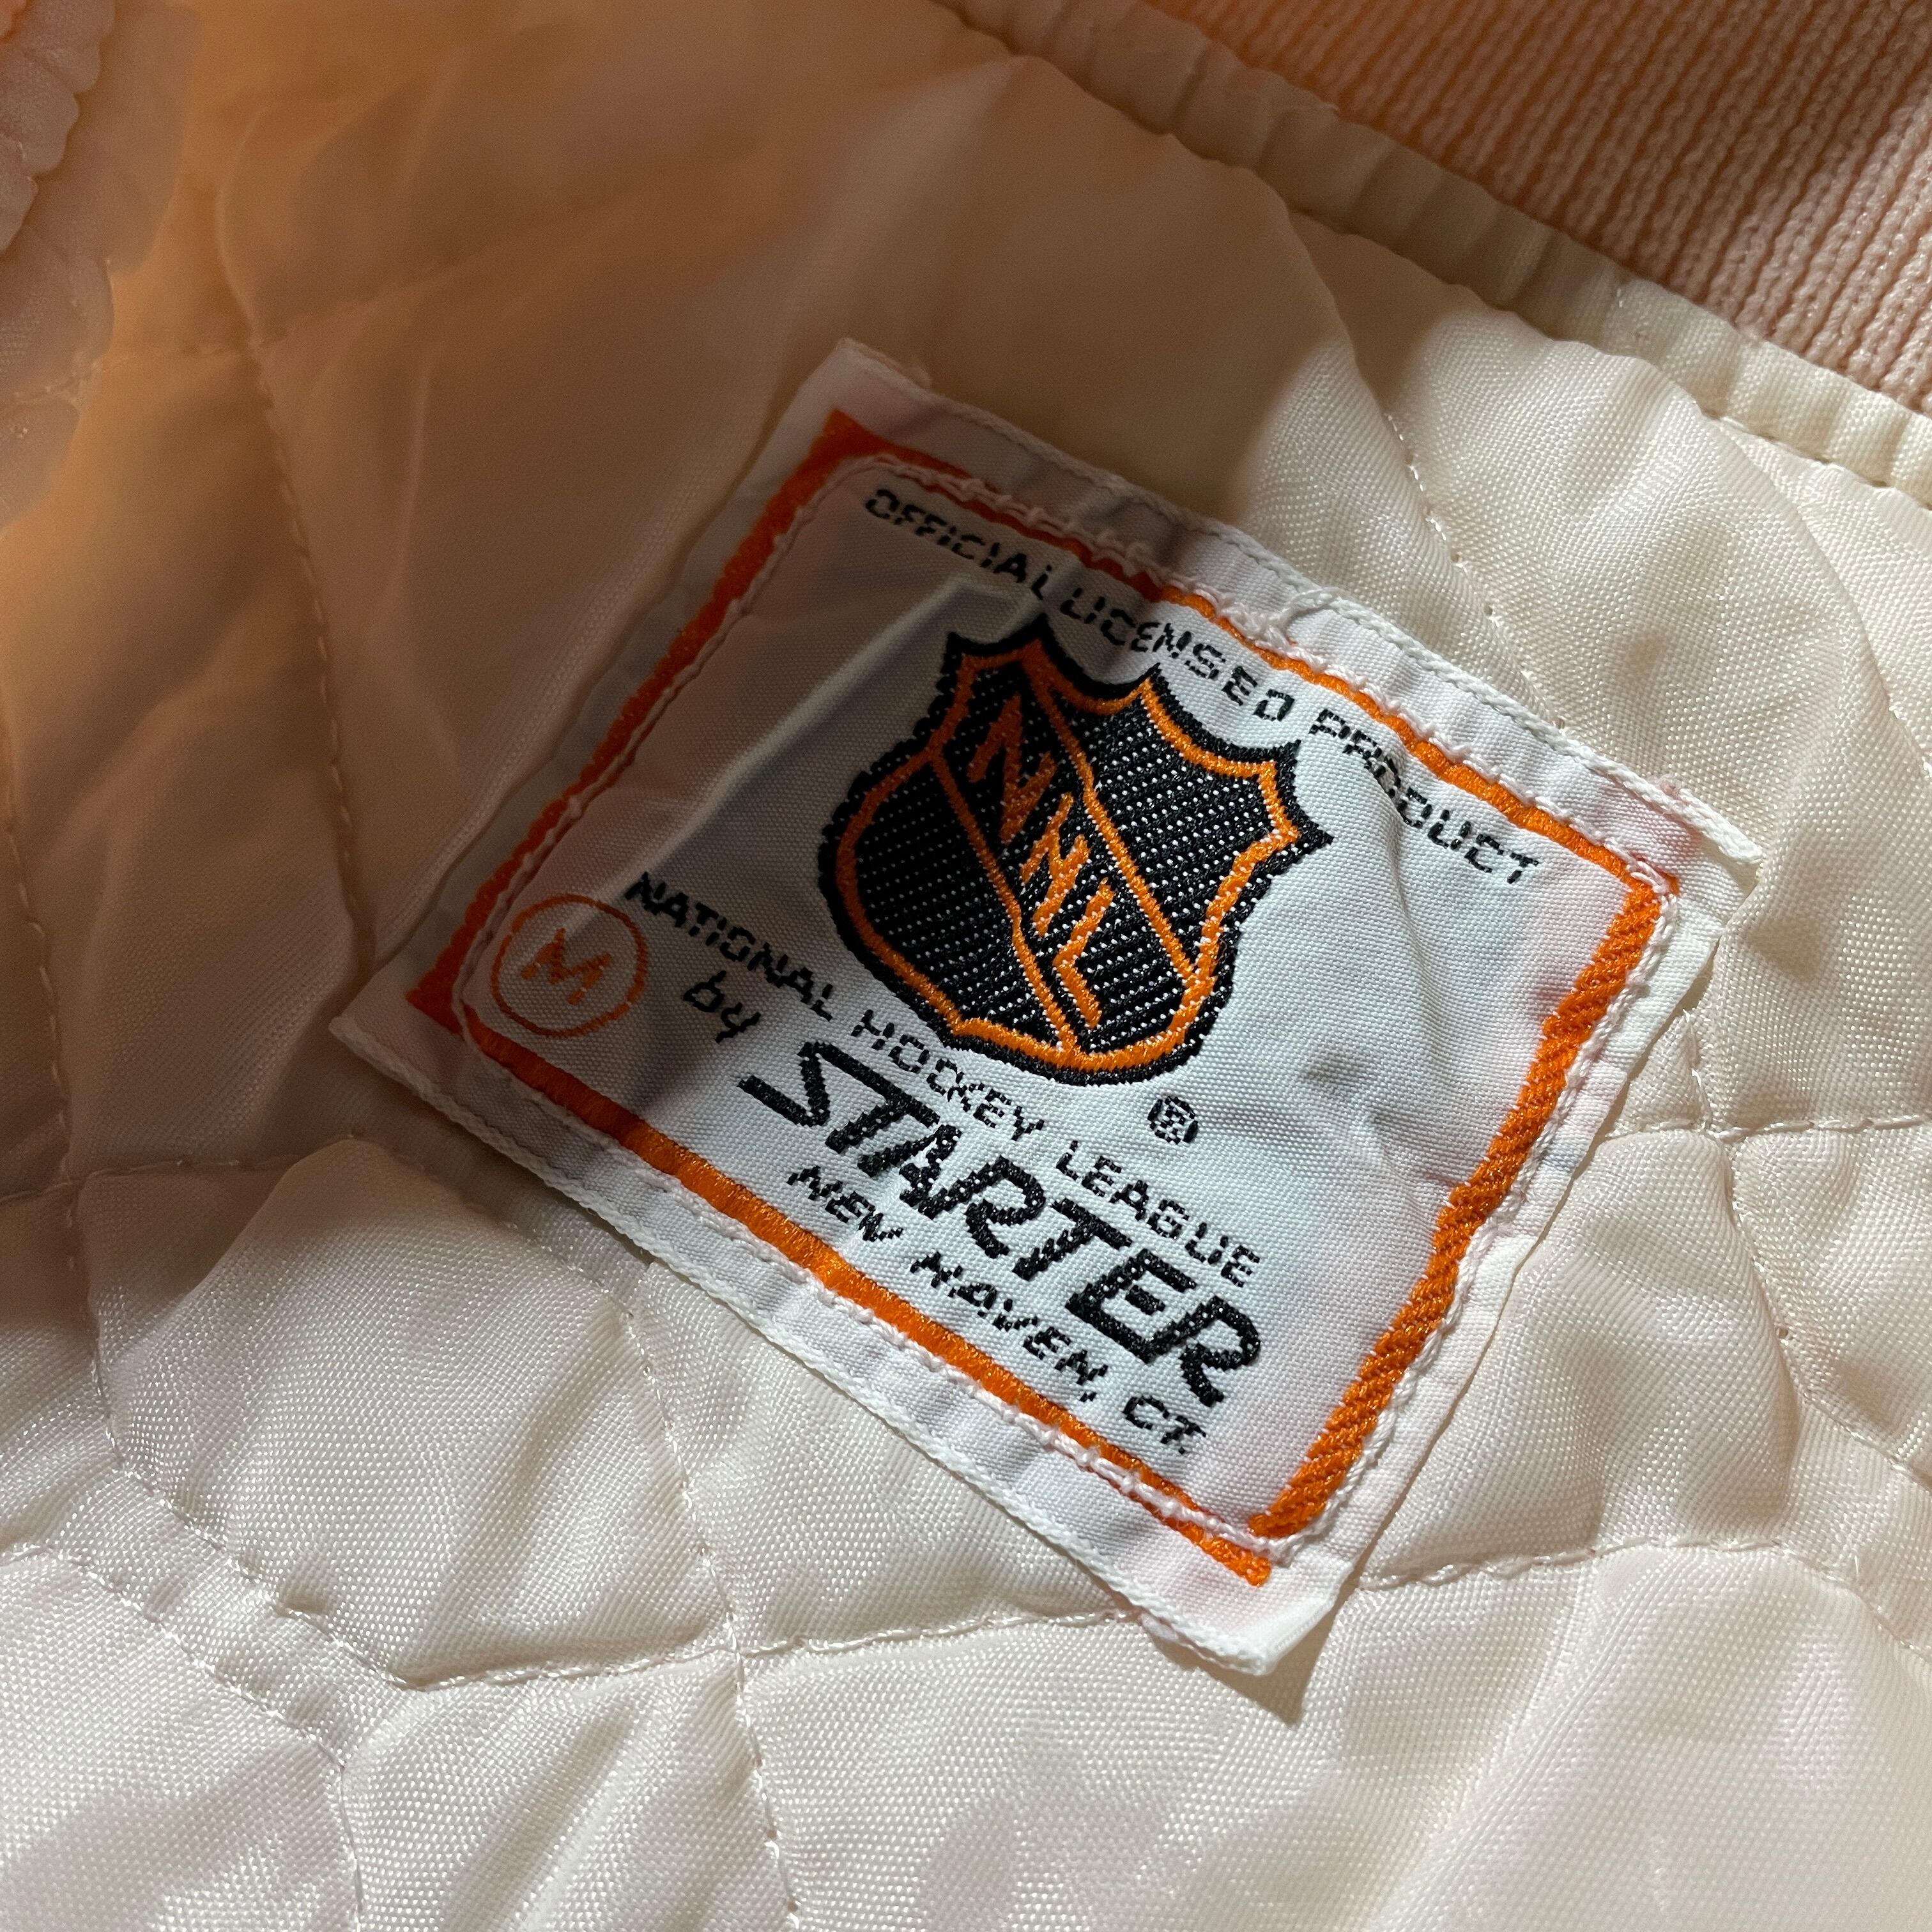 OFFICIAL LICENSED PRODUCT
NHL
®
NATIONAL HOCKEY LEAGUE
M
by
STARTER
NEW HAVEN, CT.